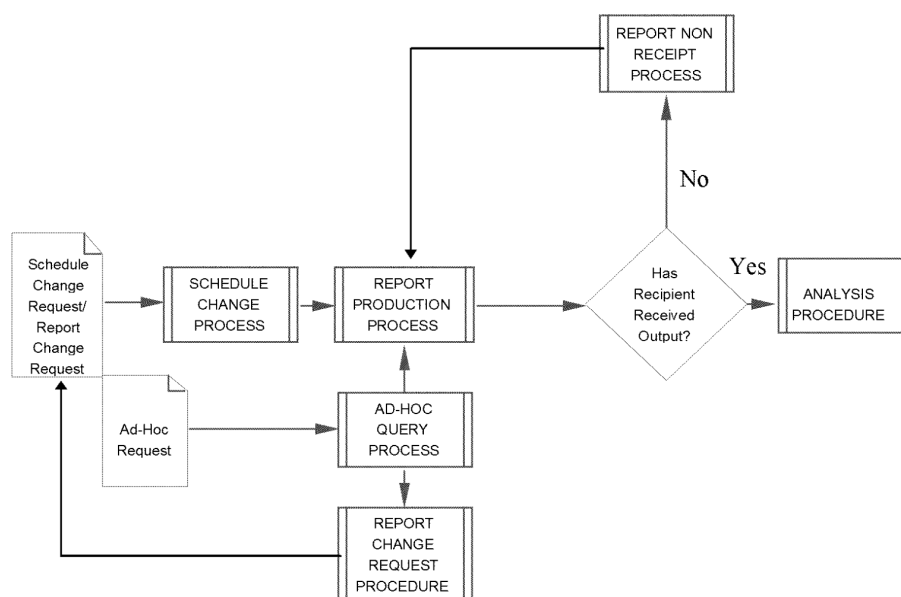 REPORT NON
RECEIPT
PROCESS
No
Schedule
Change
Request/
Report
Change
Request
SCHEDULE
CHANGE
PROCESS
REPORT
PRODUCTION
PROCESS
Has
Recipient
Received
Output?
Yes
ANALYSIS
PROCEDURE
Ad-Hoc
Request
AD-HOC
QUERY
PROCESS
REPORT
CHANGE
REQUEST
PROCEDURE